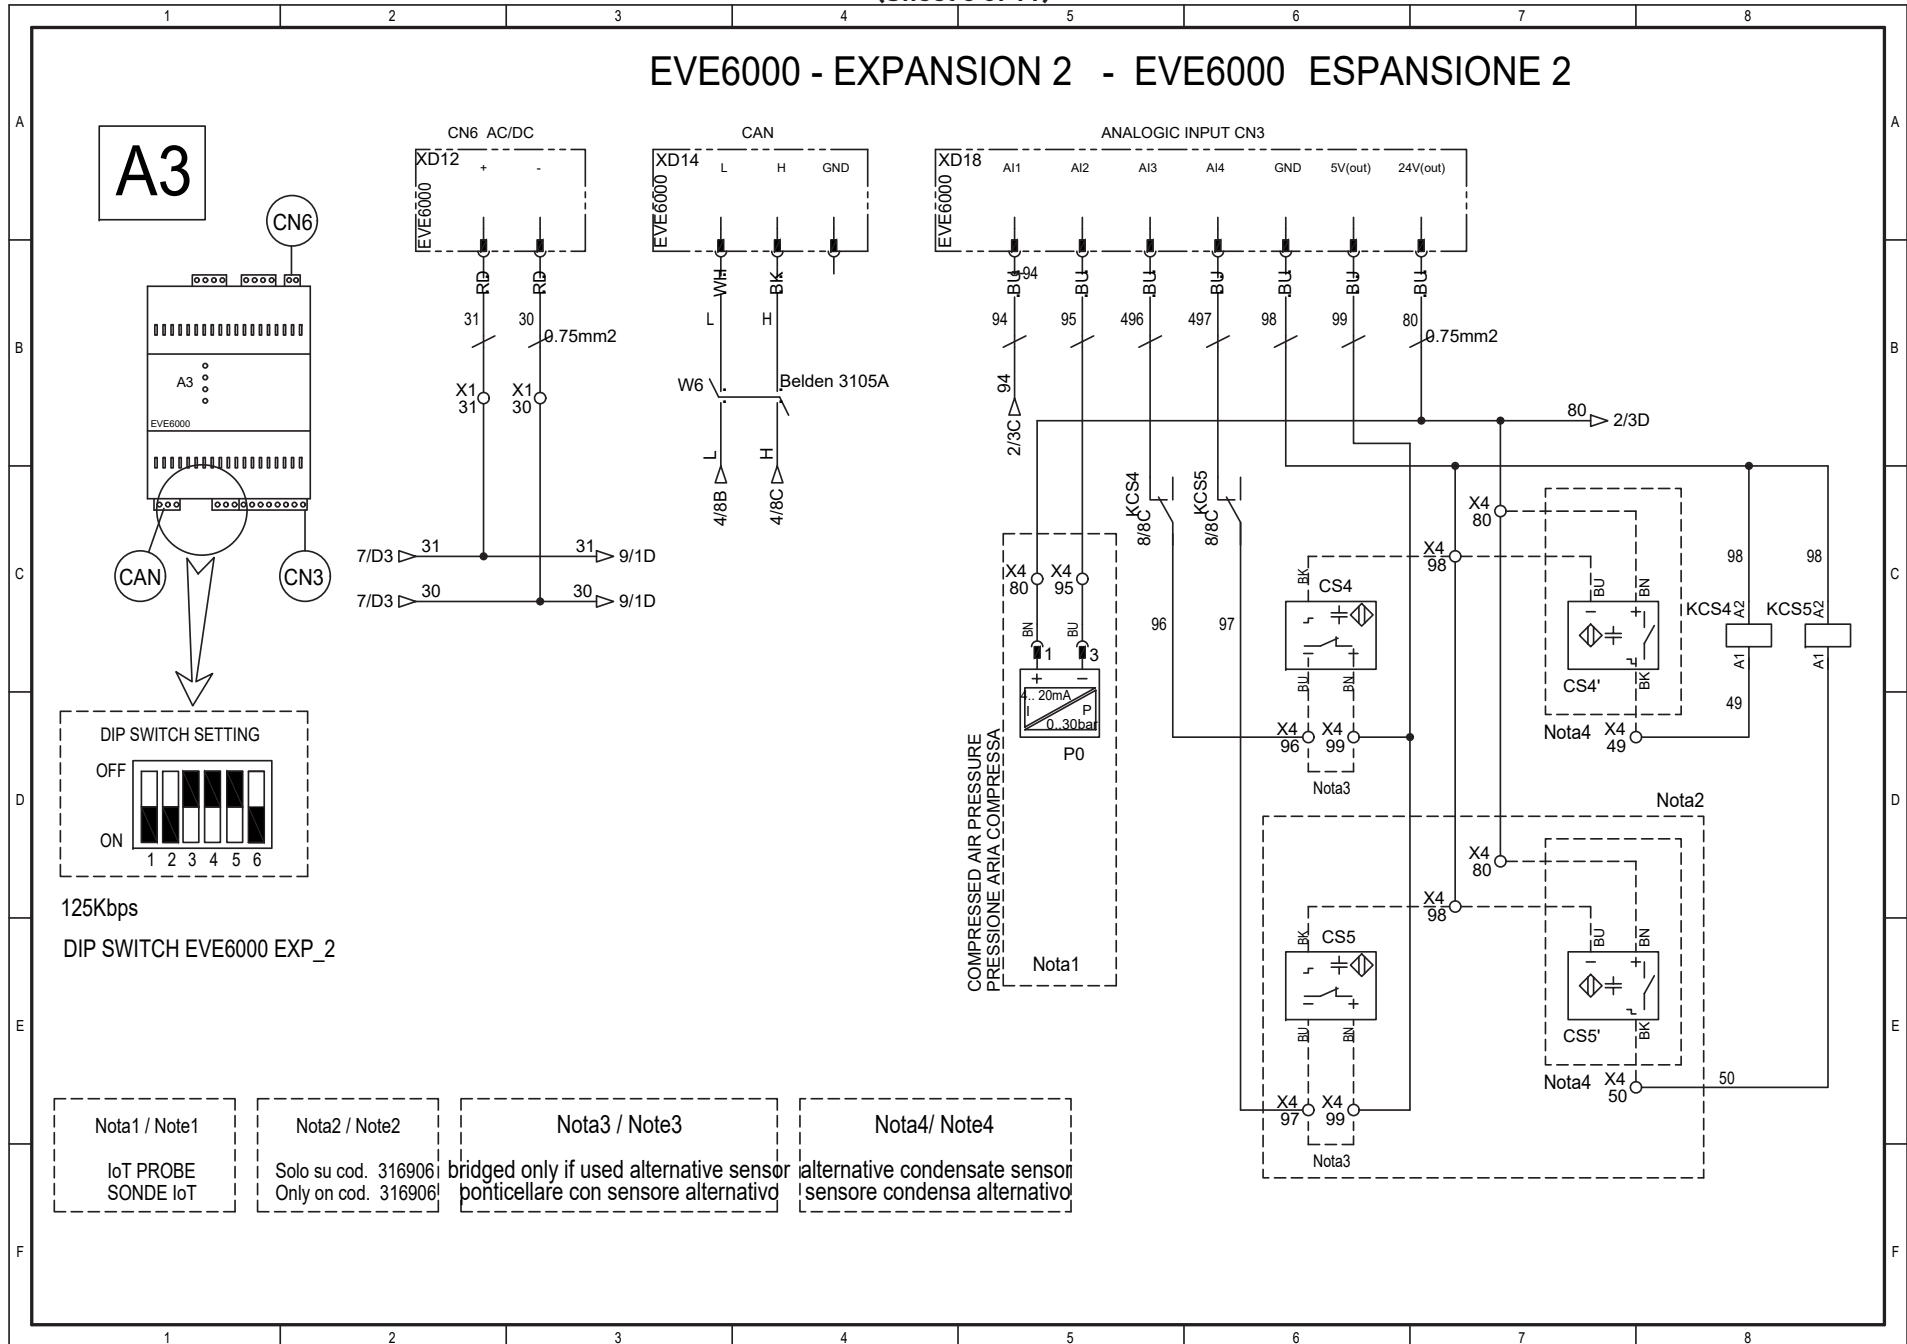 1 2 3 4 5 6 7 8
EVE6000 - EXPANSION 2 - EVE6000 ESPANSIONE 2
A A
A3
CN6 AC/DC
XD12
+ -
EVE6000
CAN
XD14
L H GND
EVE6000
ANALOGIC INPUT CN3
XD18
AI1 AI2 AI3 AI4 GND 5V(out) 24V(out)
EVE6000
CN6
RD RD
WH BK
BU BU BU BU BU BU BU
94
31 30
0.75mm2
L H
94 95 496 497 98 99 80
0.75mm2
B B
A3
EVE6000
X1 X1
31 30
W6
Belden 3105A
94
2/3C
80 2/3D
L H
4/8B 4/8C
KCS4 KCS5
8/8C 8/8C
CAN
CN3
7/D3 31 31 9/1D
7/D3 30 30 9/1D
C C
X4 X4
80 95
BN BU
1 3
+ -
4.. 20mA
I P
0..30bar
P0
COMPRESSED AIR PRESSURE
PRESSIONE ARIA COMPRESSA
Nota1
96 97
X4
80
X4
98
BK
CS4
- +
BU BN
X4 X4
96 99
Nota3
BU BN
- +
CS4'
BK
Nota4 X4
49
98 98
KCS4 A2 KCS5 A2
A1 A1
49
DIP SWITCH SETTING
OFF
ON
1 2 3 4 5 6
125Kbps
DIP SWITCH EVE6000 EXP_2
D D
Nota2
X4
80
X4
98
BK
CS5
- +
BU BN
X4 X4
97 99
Nota3
BU BN
- +
CS5'
BK
Nota4 X4
50
50
E E
Nota1 / Note1
IoT PROBE
SONDE IoT
Nota2 / Note2
Solo su cod. 316906
Only on cod. 316906
Nota3 / Note3
bridged only if used alternative sensor
ponticellare con sensore alternativo
Nota4/ Note4
alternative condensate sensor
sensore condensa alternativo
F F
1 2 3 4 5 6 7 8